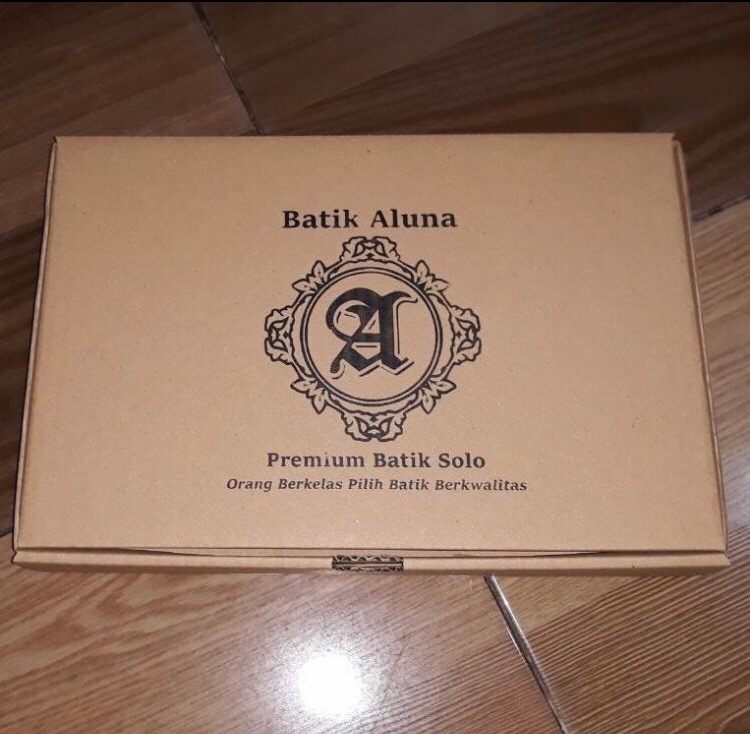 Batik Aluna
A
Premium Batik Solo
Orang Berkelas Pilih Batik Berkwalitas